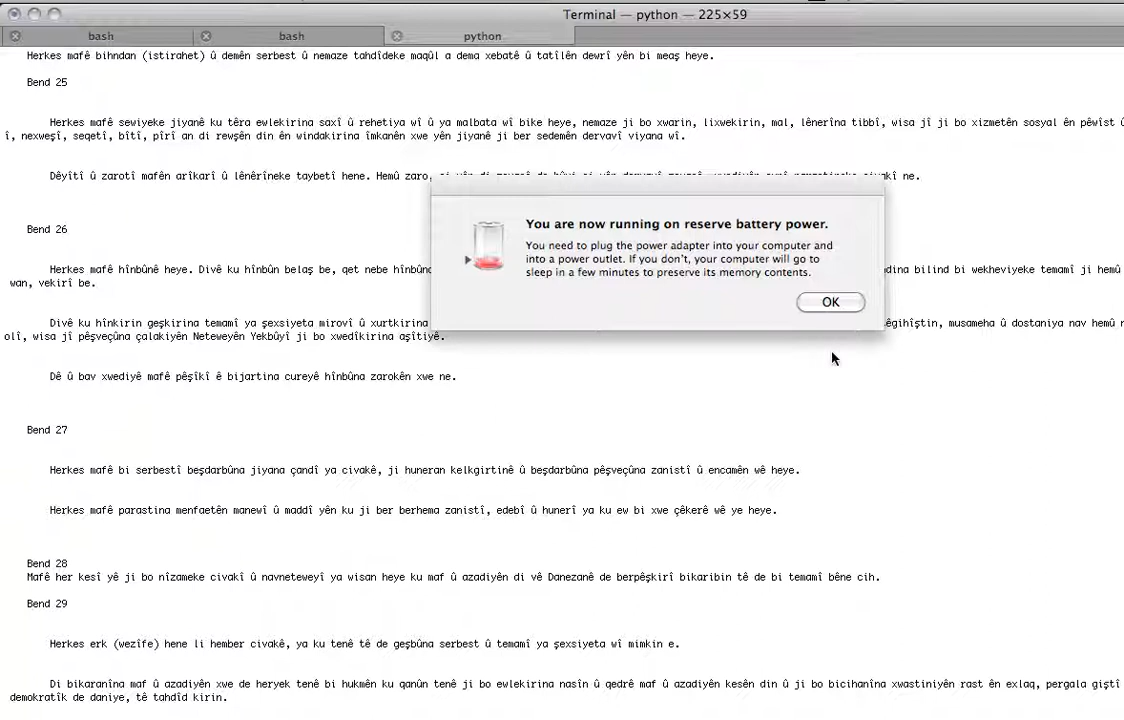 Terminal — python — 225×59
bash
bash
python
Herkes mafê bihndan (istirahet) û demên serbest û nemaze tahdîdeke maqûl a dema xebatê û tatîlên dewrî yên bi meaş heye.
Bend 25
Herkes mafê sewiyeke jiyanê ku têra ewlekirina saxî û rehetiya wî û ya malbata wî bike heye, nemaze ji bo xwarin, lixwekirin, mal, lênerîna tibbî, wisa jî ji bo xizmetên sosyal ên pêwîst û
î, nexweşî, seqetî, bîtî, pîrî an di rewşên din ên windakirina îmkanên xwe yên jiyanê ji ber sedemên dervavî viyana wî.
Dêyîtî û zarotî mafên arîkarî û lênêrîneke taybetî hene. Hemû zaro, ne.
You are now running on reserve battery power.
You need to plug the power adapter into your computer and
into a power outlet. If you don't, your computer will go to
sleep in a few minutes to preserve its memory contents.
OK
Bend 26
Herkes mafê hînbûnê heye. Divê ku hînbûn belaş be, qet nebe hînbûn dina bilind bi wekheviyeke temamî ji hemû
wan, vekirî be.
Divê ku hînkirin geşkirina temamî ya şexsiyeta mirovî û xurtkirina êgihîştin, musameha û dostaniya nav hemû
olî, wisa jî pêşveçûna çalakiyên Neteweyên Yekbûyî ji bo xwedîkirina aşîtiyê.
Dê û bav xwediyê mafê pêşîkî ê bijartina cureyê hînbûna zarokên xwe ne.
Bend 27
Herkes mafê bi serbestî beşdarbûna jiyana çandî ya civakê, ji huneran kelkgirtinê û beşdarbûna pêşveçûna zanistî û encamên wê heye.
Herkes mafê parastina menfaetên manewî û maddî yên ku ji ber berhema zanistî, edebî û hunerî ya ku ew bi xwe çêkerê wê ye heye.
Bend 28
Mafê her kesî yê ji bo nîzameke civakî û navneteweyî ya wisan heye ku maf û azadiyên di vê Danezanê de berpêşkirî bikaribin tê de bi temamî bêne cih.
Bend 29
Herkes erk (wezîfe) hene li hember civakê, ya ku tenê tê de geşbûna serbest û temamî ya şexsiyeta wî mimkin e.
Di bikaranîna maf û azadiyên xwe de heryek tenê bi hukmên ku qanûn tenê ji bo ewlekirina nasîn û qedrê maf û azadiyên kesên din û ji bo bicihanîna xwastiniyên rast ên exlaq, pergala giştî
demokratîk de daniye, tê tahdîd kirin.